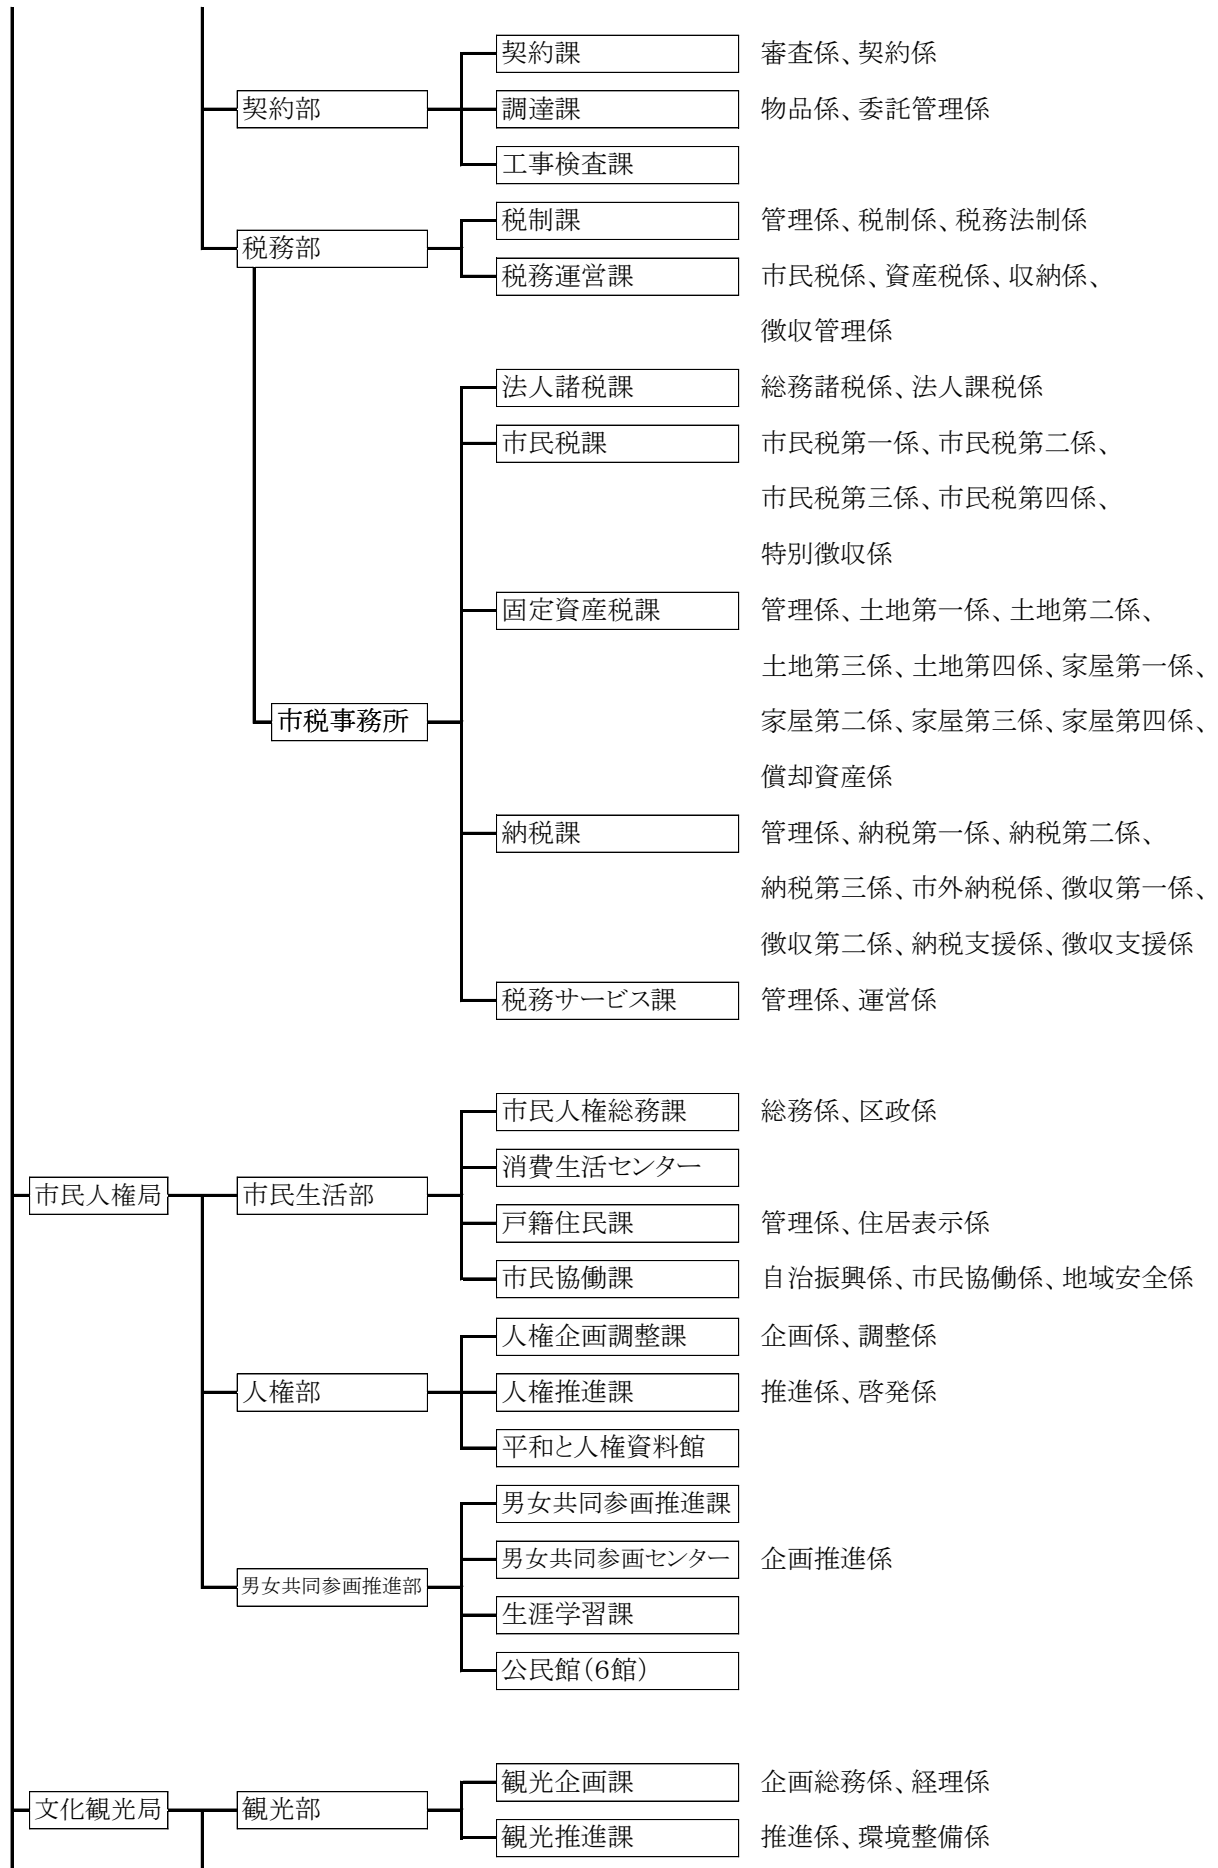 契約課 審査係、契約係
契約部 調達課 物品係、委託管理係
工事検査課
税制課 管理係、税制係、税務法制係
税務部
税務運営課 市民税係、資産税係、収納係、
徴収管理係
法人諸税課 総務諸税係、法人課税係
市民税課 市民税第一係、市民税第二係、
市民税第三係、市民税第四係、
特別徴収係
固定資産税課 管理係、土地第一係、土地第二係、
土地第三係、土地第四係、家屋第一係、
市税事務所 家屋第二係、家屋第三係、家屋第四係、
償却資産係
納税課 管理係、納税第一係、納税第二係、
納税第三係、市外納税係、徴収第一係、
徴収第二係、納税支援係、徴収支援係
税務サービス課 管理係、運営係
市民人権総務課 総務係、区政係
消費生活センター
市民人権局 市民生活部
戸籍住民課 管理係、住居表示係
市民協働課 自治振興係、市民協働係、地域安全係
人権企画調整課 企画係、調整係
人権部 人権推進課 推進係、啓発係
平和と人権資料館
男女共同参画推進課
男女共同参画センター 企画推進係
男女共同参画推進部
生涯学習課
公民館(6館)
観光企画課 企画総務係、経理係
文化観光局 観光部
観光推進課 推進係、環境整備係